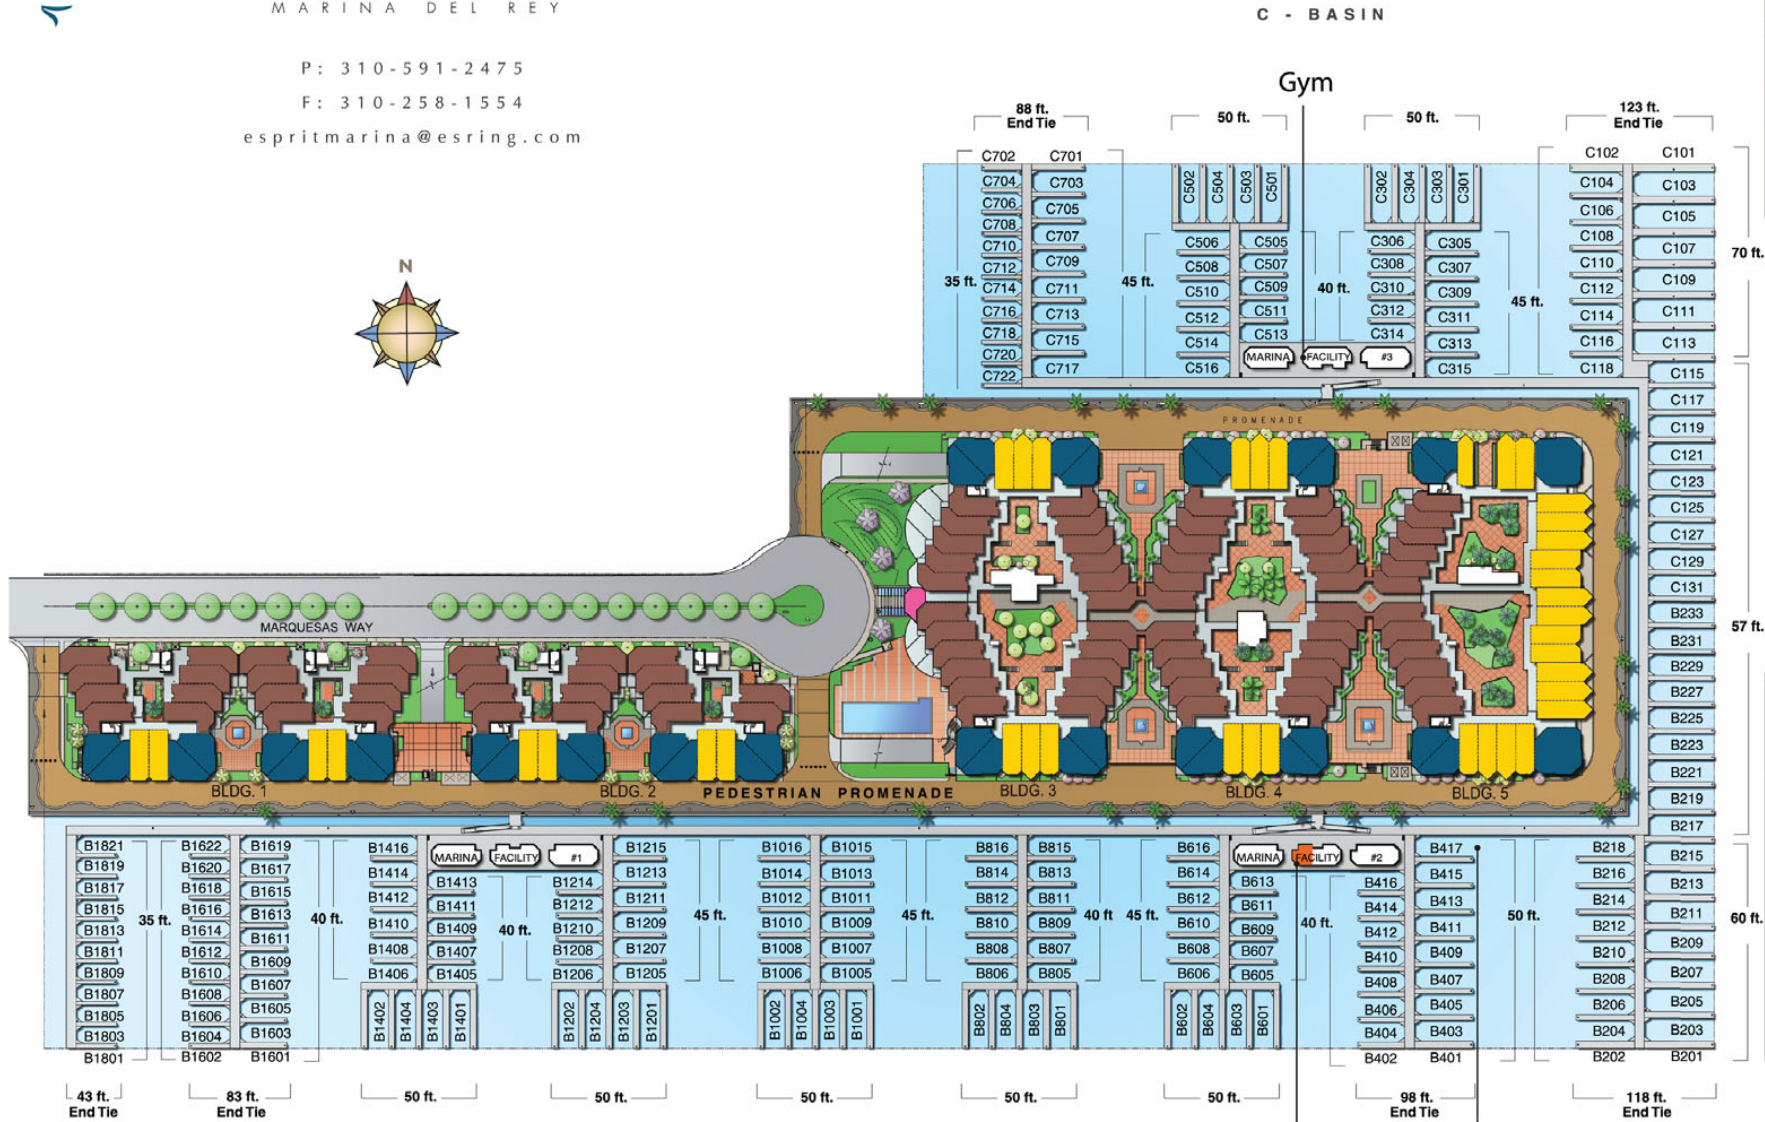 MARINA DEL REY
C - BASIN
P: 310-591-2475
F: 310-258-1554
espritmarina@esring.com
Gym
88 ft.
End Tie
50 ft.
50 ft.
123 ft.
End Tie
C702 C701
C704 C703
C706 C705
C708 C707
C710 C709
C712 C711
C714 C713
C716 C715
C718 C717
C720
C722
35 ft.
45 ft.
C502 C504 C503 C501
C506 C505
C508 C507
C510 C509
C512 C511
C514 C513
C516
40 ft.
C302 C304 C303 C301
C306 C305
C308 C307
C310 C309
C312 C311
C314 C313
C315
45 ft.
MARINA FACILITY #3
C102 C101
C104 C103
C106 C105
C108 C107
C110 C109
C112 C111
C114 C113
C116
C118
70 ft.
C115
C117
C119
C121
C123
C125
C127
C129
C131
B233
B231
B229
B227
B225
B223
B221
B219
B217
57 ft.
N
PROMENADE
MARQUESAS WAY
BLDG. 1
BLDG. 2
PEDESTRIAN PROMENADE
BLDG. 3
BLDG. 4
BLDG. 5
B1821
B1819
B1817
B1815
B1813
B1811
B1809
B1807
B1805
B1803
B1801
35 ft.
B1622 B1619
B1620 B1617
B1618 B1615
B1616 B1613
B1614 B1611
B1612 B1609
B1610 B1607
B1608 B1605
B1606 B1603
B1604 B1601
B1602
40 ft.
B1416
B1414 B1413
B1412 B1411
B1410 B1409
B1408 B1407
B1406 B1405
B1402 B1404 B1403 B1401
MARINA FACILITY #1
40 ft.
B1215
B1214 B1213
B1212 B1211
B1210 B1209
B1208 B1207
B1206 B1205
B1202 B1204 B1203 B1201
45 ft.
B1016 B1015
B1014 B1013
B1012 B1011
B1010 B1009
B1008 B1007
B1006 B1005
B1002 B1004 B1003 B1001
45 ft.
B816 B815
B814 B813
B812 B811
B810 B809
B808 B807
B806 B805
B802 B804 B803 B801
40 ft
45 ft.
B616
B614 B613
B612 B611
B610 B609
B608 B607
B606 B605
B602 B604 B603 B601
MARINA FACILITY #2
40 ft.
B417
B416 B415
B414 B413
B412 B411
B410 B409
B408 B407
B406 B405
B404 B403
B402 B401
50 ft.
B218 B215
B216 B213
B214 B211
B212 B209
B210 B207
B208 B205
B206 B203
B204 B201
B202
60 ft.
43 ft.
End Tie
83 ft.
End Tie
50 ft.
50 ft.
50 ft.
50 ft.
50 ft.
98 ft.
End Tie
118 ft.
End Tie